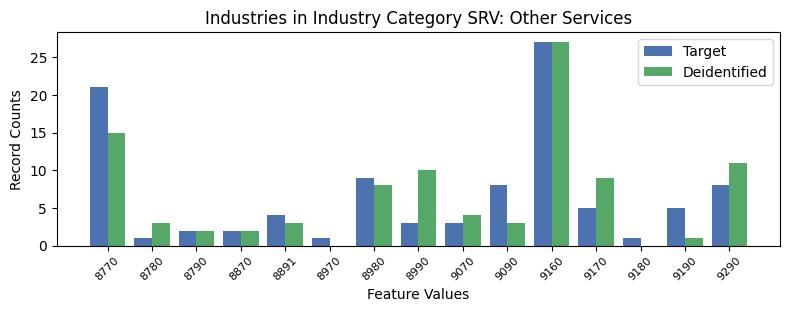 Industries in Industry Category SRV: Other Services
Target
Deidentified
Record Counts
25
20
15
10
5
0
8770 8780 8790 8870 8891 8970 8980 8990 9070 9090 9160 9170 9180 9190 9290
Feature Values